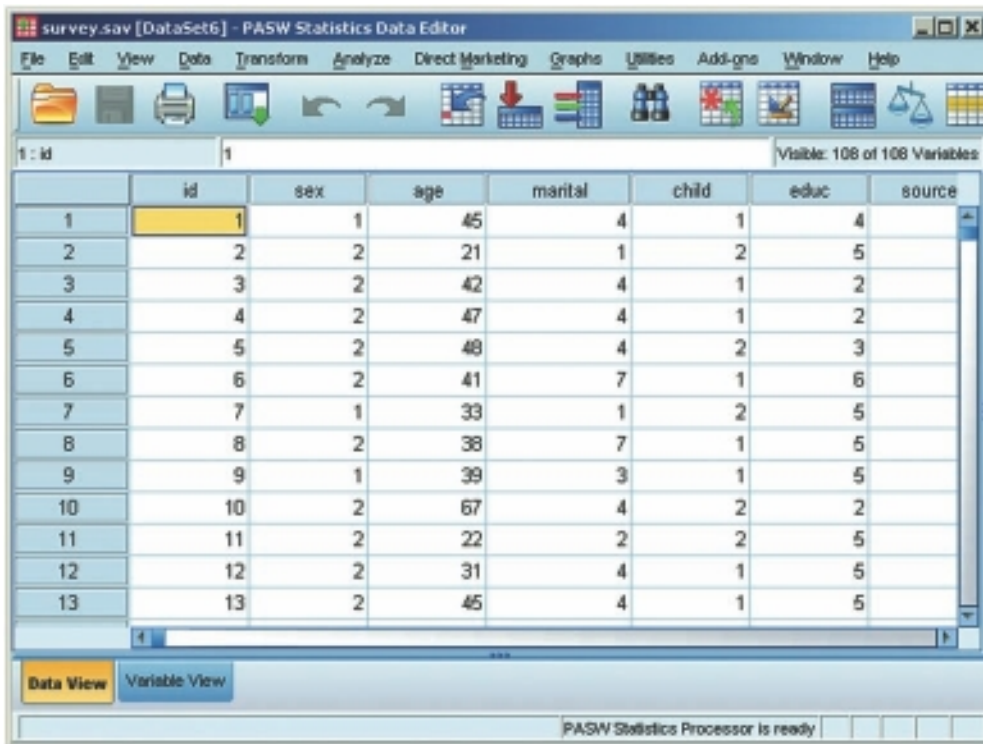 survey.sav [DataSet6] - PASW Statistics Data Editor
File Edit View Data Transform Analyze Direct Marketing Graphs Utilities Add-ons Window Help
1 : id 1 Visible: 108 of 108 Variables
id sex age marital child educ source
1 1 1 45 4 1 4
2 2 2 21 1 2 5
3 3 2 42 4 1 2
4 4 2 47 4 1 2
5 5 2 48 4 2 3
6 6 2 41 7 1 6
7 7 1 33 1 2 5
8 8 2 38 7 1 5
9 9 1 39 3 1 5
10 10 2 67 4 2 2
11 11 2 22 2 2 5
12 12 2 31 4 1 5
13 13 2 45 4 1 5
Data View Variable View
PASW Statistics Processor is ready